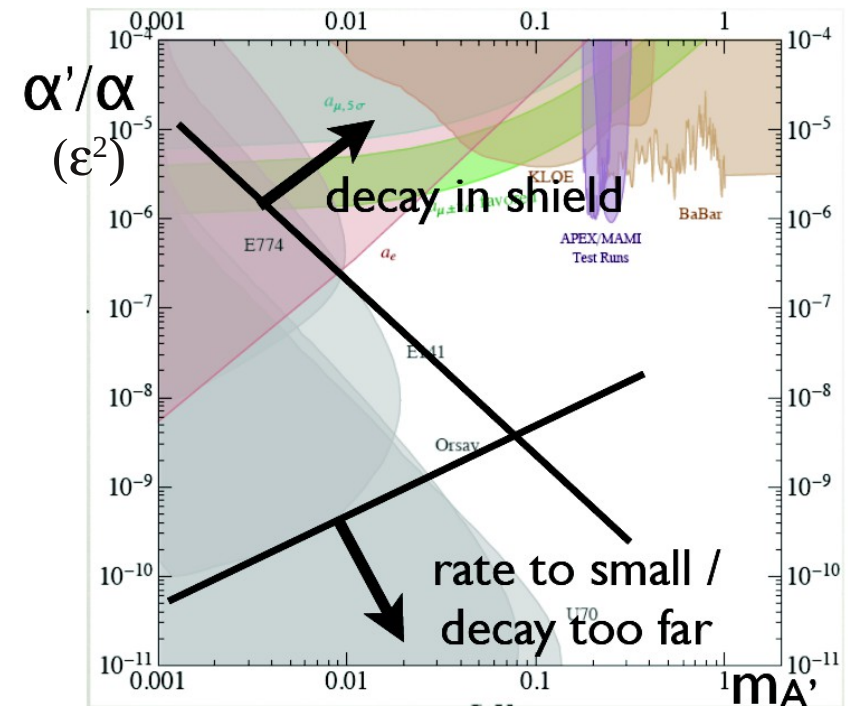 0.001 0.01 0.1 1
10⁻⁴ 10⁻⁴
α'/α
(ε²)
aμ,5σ
10⁻⁵ 10⁻⁵
decay in shield
KLOE
BaBar
10⁻⁶ 10⁻⁶
E774
APEX/MAMI
Test Runs
aₑ
10⁻⁷ 10⁻⁷
E141
10⁻⁸ 10⁻⁸
Orsay
10⁻⁹ 10⁻⁹
rate to small /
10⁻¹⁰ 10⁻¹⁰
decay too far
U70
10⁻¹¹ 10⁻¹¹
0.001 0.01 0.1 1
mA'